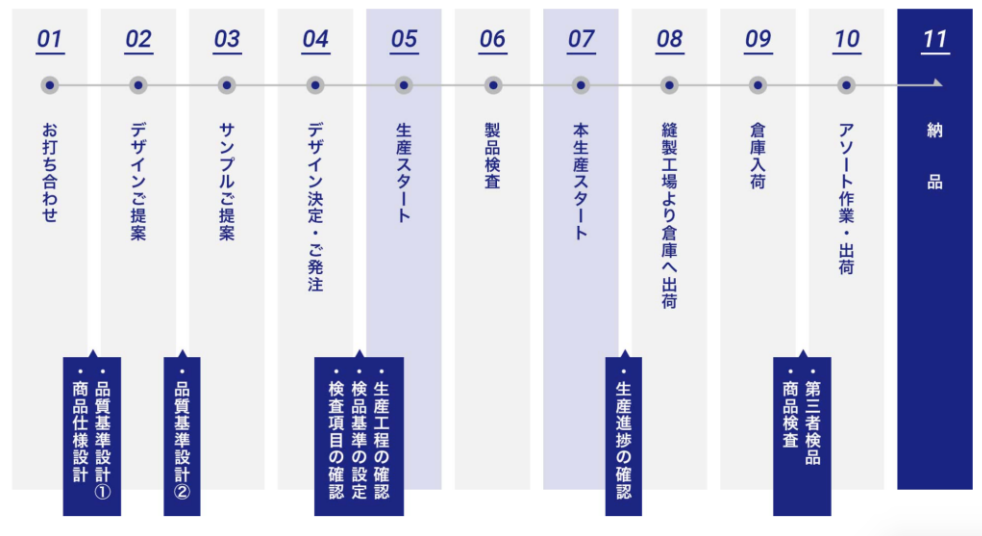 01
02
03
04
05
06
07
08
09
10
11
お打ち合わせ
デザインご提案
サンプルご提案
デザイン決定・ご発注
生産スタート
製品検査
本生産スタート
縫製工場より倉庫へ出荷
倉庫入荷
アソート作業・出荷
納品
・品質基準設計①
・商品仕様設計
・品質基準設計②
・生産工程の確認
・検品基準の設定
・検査項目の確認
・生産進捗の確認
・第三者検品
・商品検査